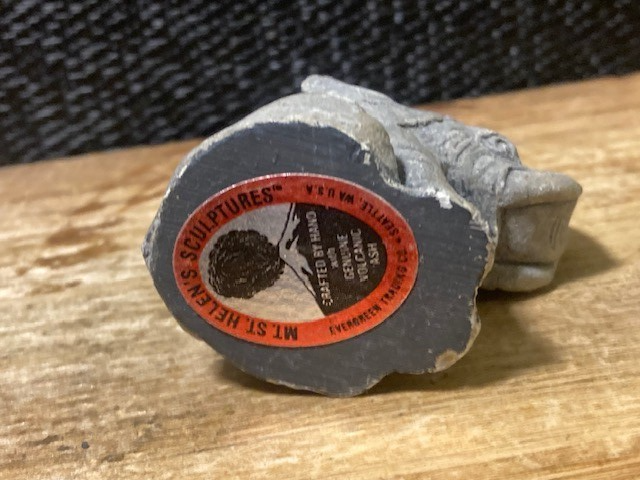 MT. ST. HELEN'S SCULPTURES™
CRAFTED BY HAND
with
GENUINE
VOLCANIC
ASH
EVERGREEN TRADING CO. • SEATTLE, WA U.S.A.